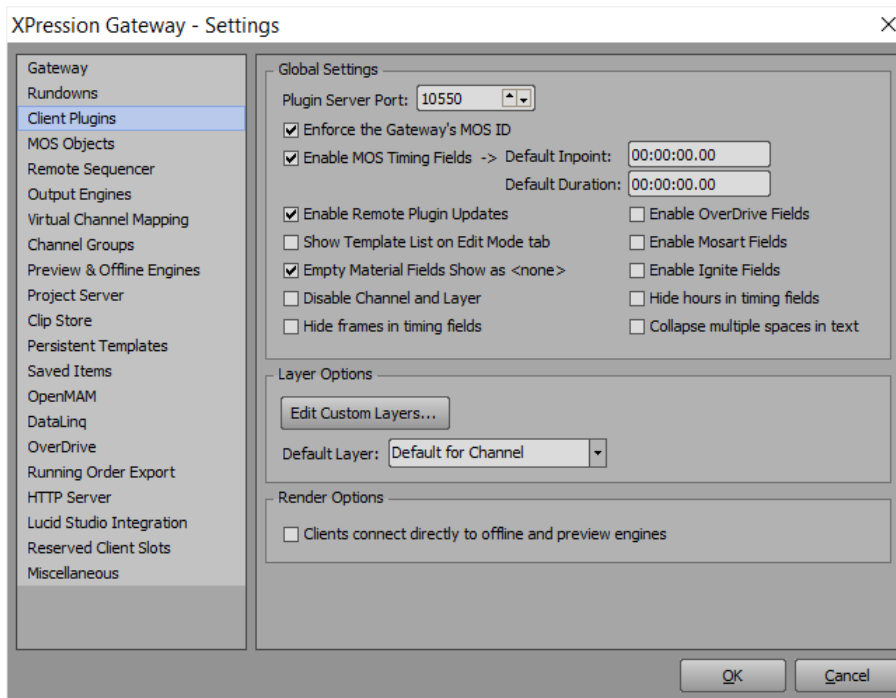 XPression Gateway - Settings
Gateway
Rundowns
Client Plugins
MOS Objects
Remote Sequencer
Output Engines
Virtual Channel Mapping
Channel Groups
Preview & Offline Engines
Project Server
Clip Store
Persistent Templates
Saved Items
OpenMAM
DataLinq
OverDrive
Running Order Export
HTTP Server
Lucid Studio Integration
Reserved Client Slots
Miscellaneous
Global Settings
Plugin Server Port: 10550
Enforce the Gateway's MOS ID
Enable MOS Timing Fields -> Default Inpoint: 00:00:00.00
Default Duration: 00:00:00.00
Enable Remote Plugin Updates
Enable OverDrive Fields
Show Template List on Edit Mode tab
Enable Mosart Fields
Empty Material Fields Show as <none>
Enable Ignite Fields
Disable Channel and Layer
Hide hours in timing fields
Hide frames in timing fields
Collapse multiple spaces in text
Layer Options
Edit Custom Layers...
Default Layer: Default for Channel
Render Options
Clients connect directly to offline and preview engines
OK
Cancel